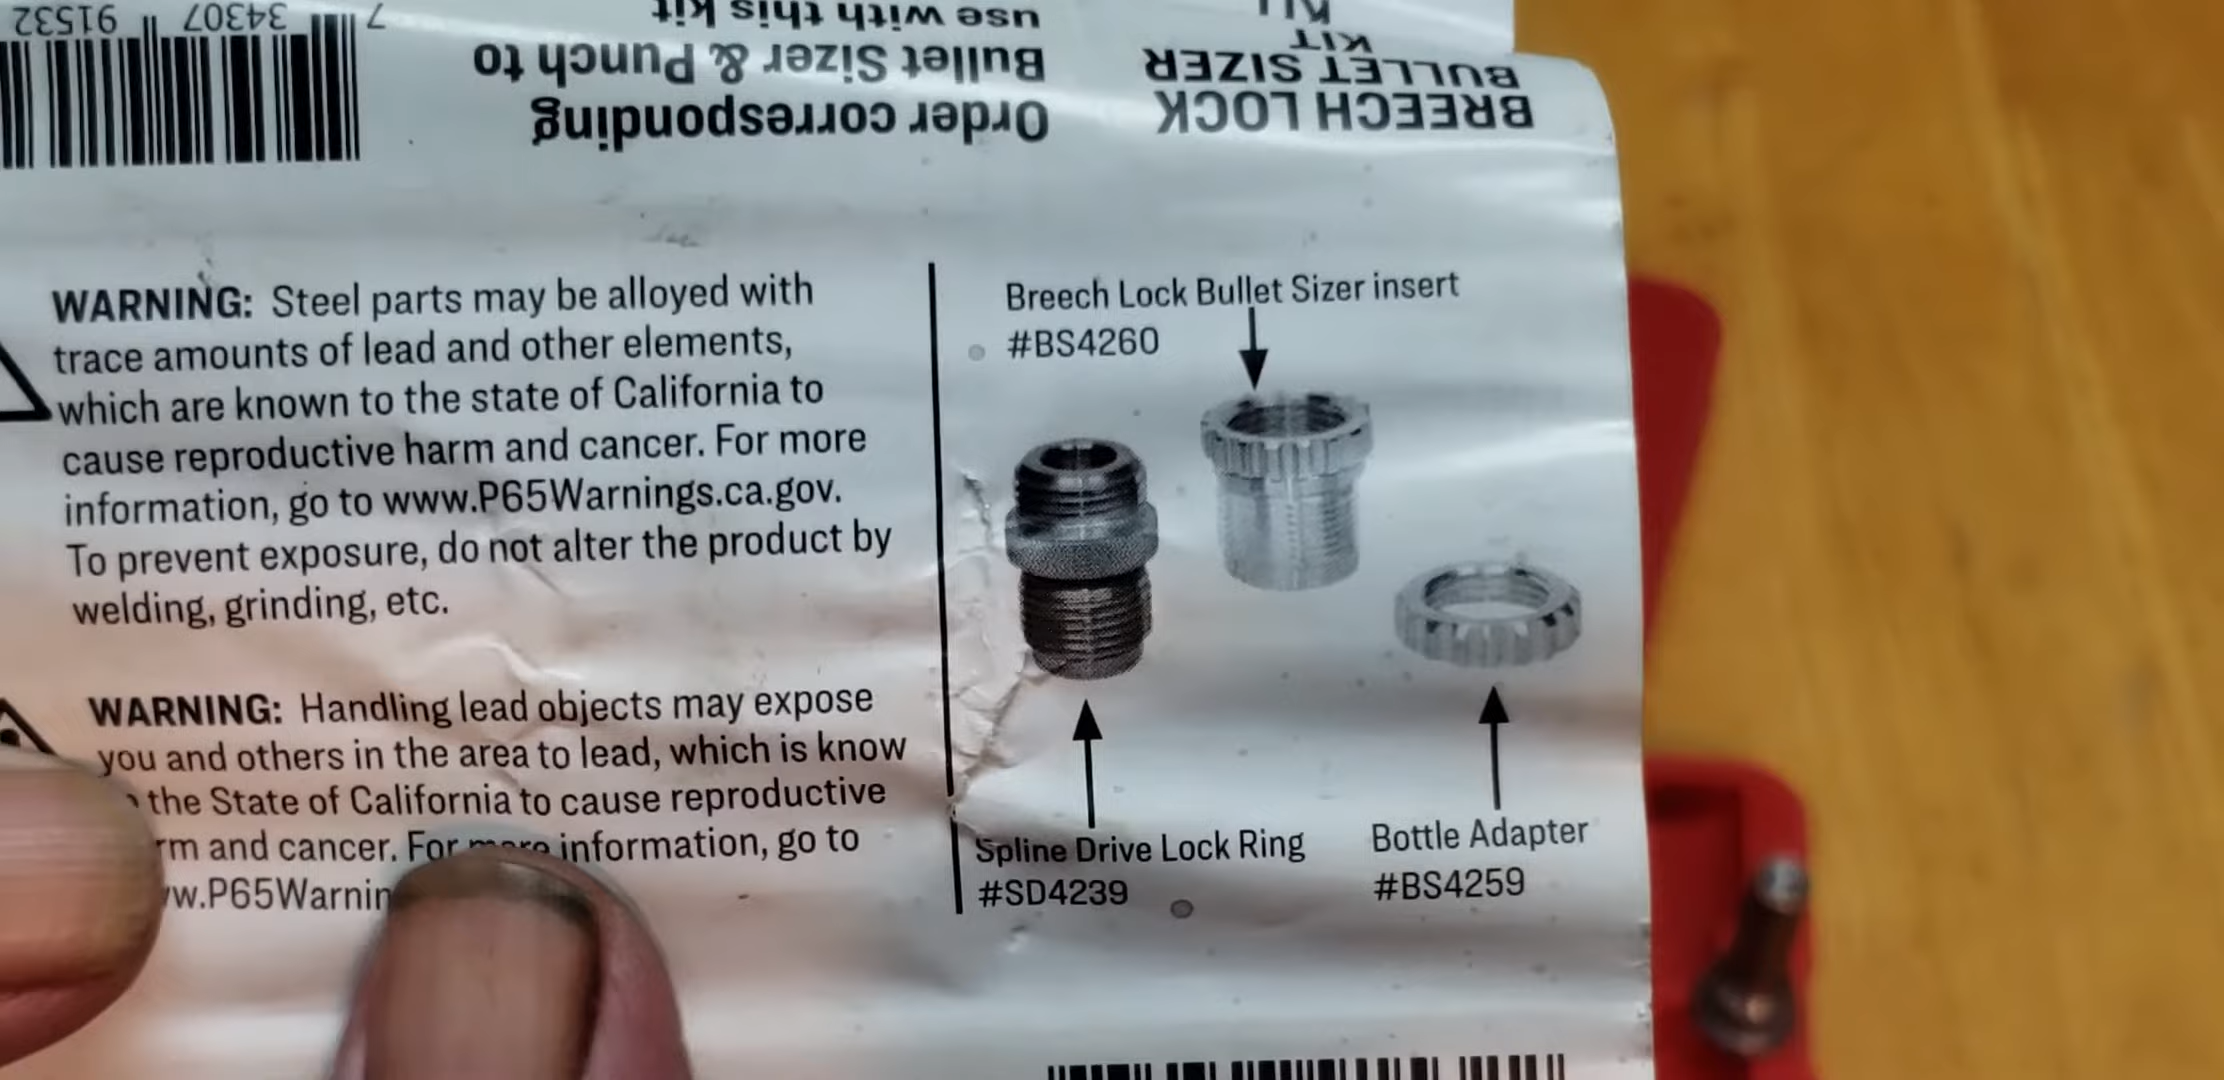 BREECH LOCK
BULLET SIZER
KIT
Order corresponding
Bullet Sizer & Punch to
use with this kit
7 34307 91532
WARNING: Steel parts may be alloyed with
trace amounts of lead and other elements,
which are known to the state of California to
cause reproductive harm and cancer. For more
information, go to www.P65Warnings.ca.gov.
To prevent exposure, do not alter the product by
welding, grinding, etc.
WARNING: Handling lead objects may expose
you and others in the area to lead, which is know
the State of California to cause reproductive
rm and cancer. For more information, go to
w.P65Warnin
Breech Lock Bullet Sizer insert
#BS4260
Spline Drive Lock Ring
#SD4239
Bottle Adapter
#BS4259